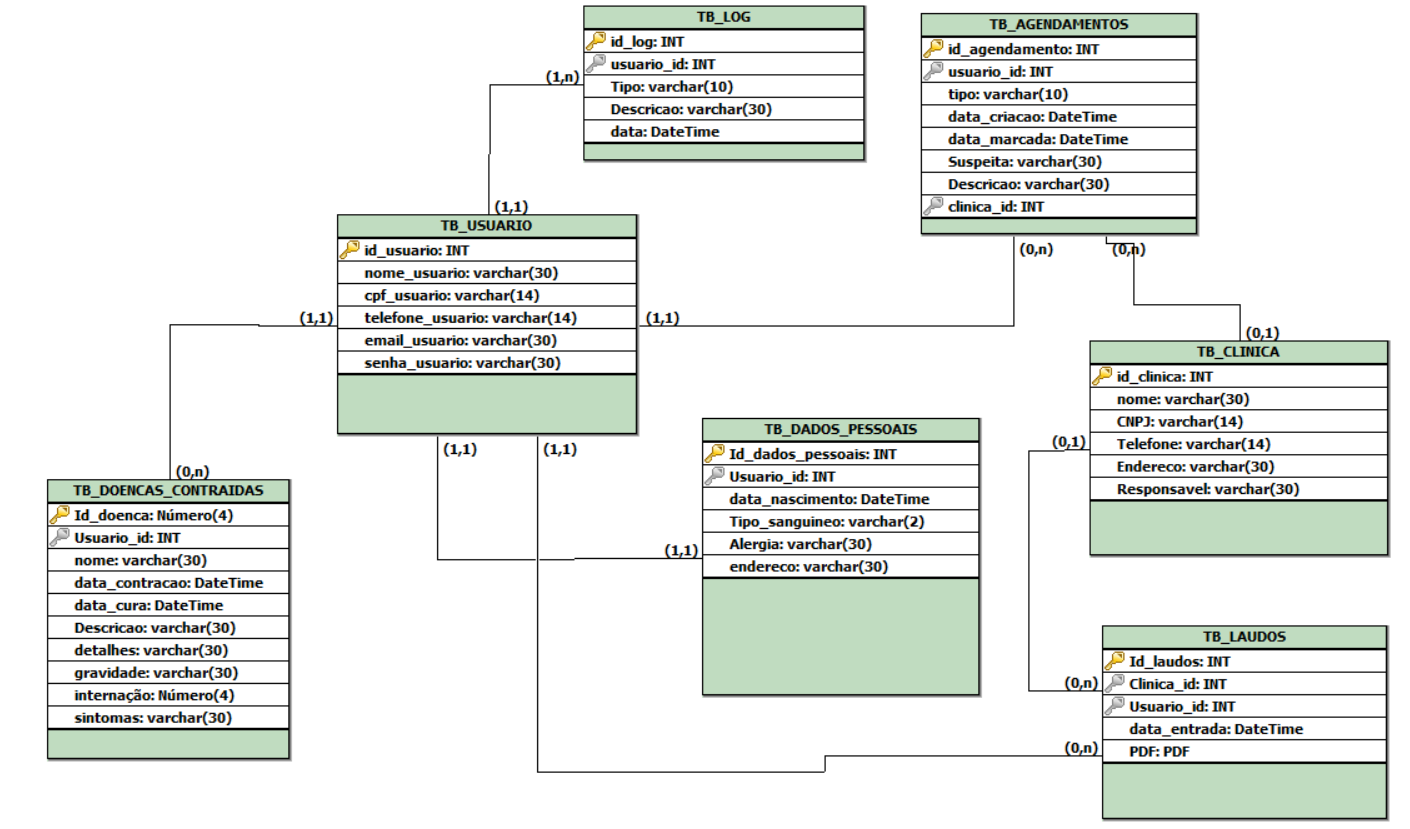 TB_LOG
id_log: INT
usuario_id: INT
Tipo: varchar(10)
Descricao: varchar(30)
data: DateTime
(1,n)
(1,1)
TB_AGENDAMENTOS
id_agendamento: INT
usuario_id: INT
tipo: varchar(10)
data_criacao: DateTime
data_marcada: DateTime
Suspeita: varchar(30)
Descricao: varchar(30)
clinica_id: INT
(0,n)
(0,n)
TB_USUARIO
id_usuario: INT
nome_usuario: varchar(30)
cpf_usuario: varchar(14)
telefone_usuario: varchar(14)
email_usuario: varchar(30)
senha_usuario: varchar(30)
(1,1)
(1,1)
(1,1)
(1,1)
(0,1)
TB_CLINICA
id_clinica: INT
nome: varchar(30)
CNPJ: varchar(14)
Telefone: varchar(14)
Endereco: varchar(30)
Responsavel: varchar(30)
(0,1)
TB_DADOS_PESSOAIS
Id_dados_pessoais: INT
Usuario_id: INT
data_nascimento: DateTime
Tipo_sanguineo: varchar(2)
Alergia: varchar(30)
endereco: varchar(30)
(1,1)
(0,n)
TB_DOENCAS_CONTRAIDAS
Id_doenca: Número(4)
Usuario_id: INT
nome: varchar(30)
data_contracao: DateTime
data_cura: DateTime
Descricao: varchar(30)
detalhes: varchar(30)
gravidade: varchar(30)
internação: Número(4)
sintomas: varchar(30)
TB_LAUDOS
Id_laudos: INT
Clinica_id: INT
Usuario_id: INT
data_entrada: DateTime
PDF: PDF
(0,n)
(0,n)